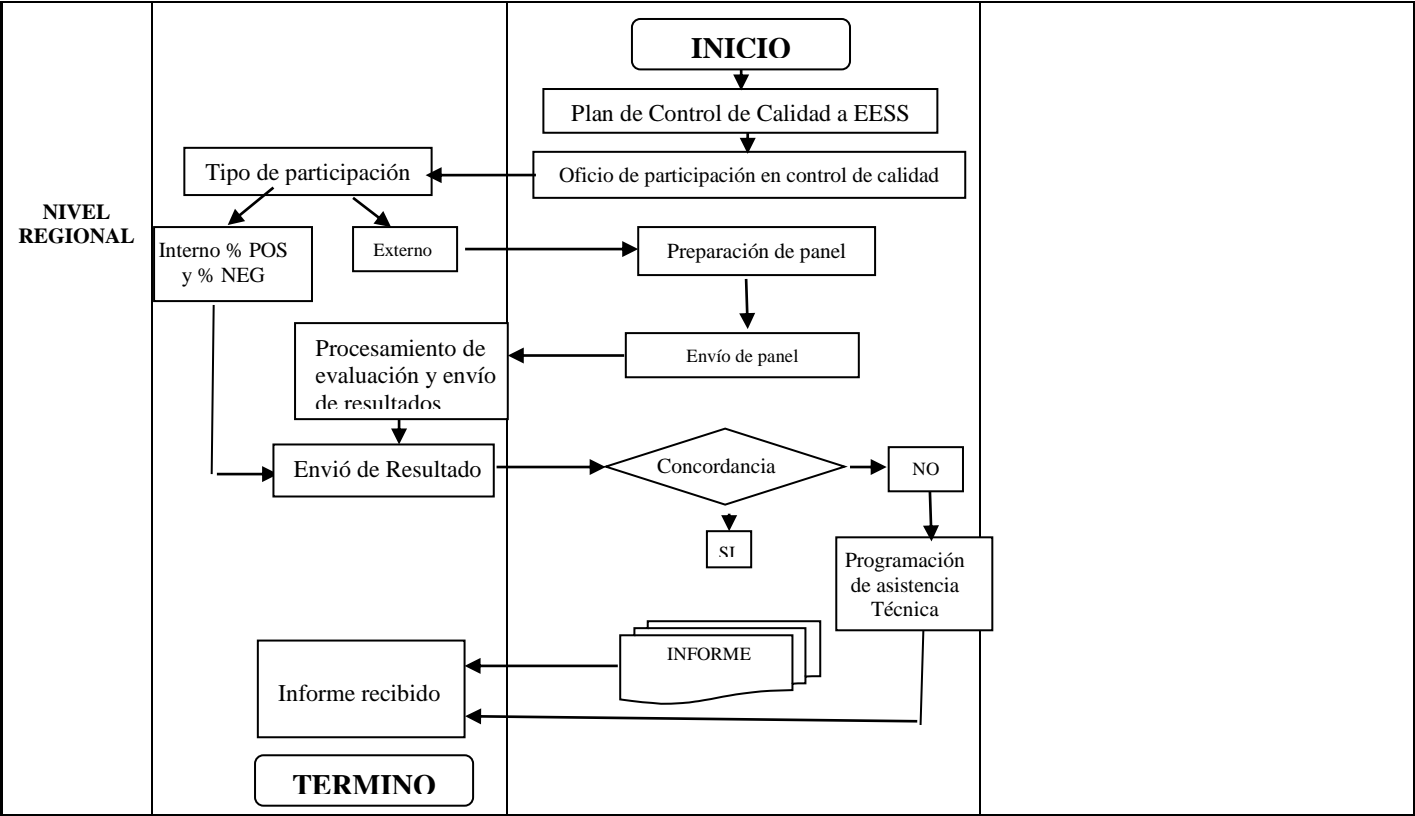 INICIO
Plan de Control de Calidad a EESS
Tipo de participación
Oficio de participación en control de calidad
NIVEL
REGIONAL
Interno % POS
y % NEG
Externo
Preparación de panel
Procesamiento de
evaluación y envío
de resultados
Envío de panel
Envió de Resultado
Concordancia
NO
SI
Programación
de asistencia
Técnica
INFORME
Informe recibido
TERMINO